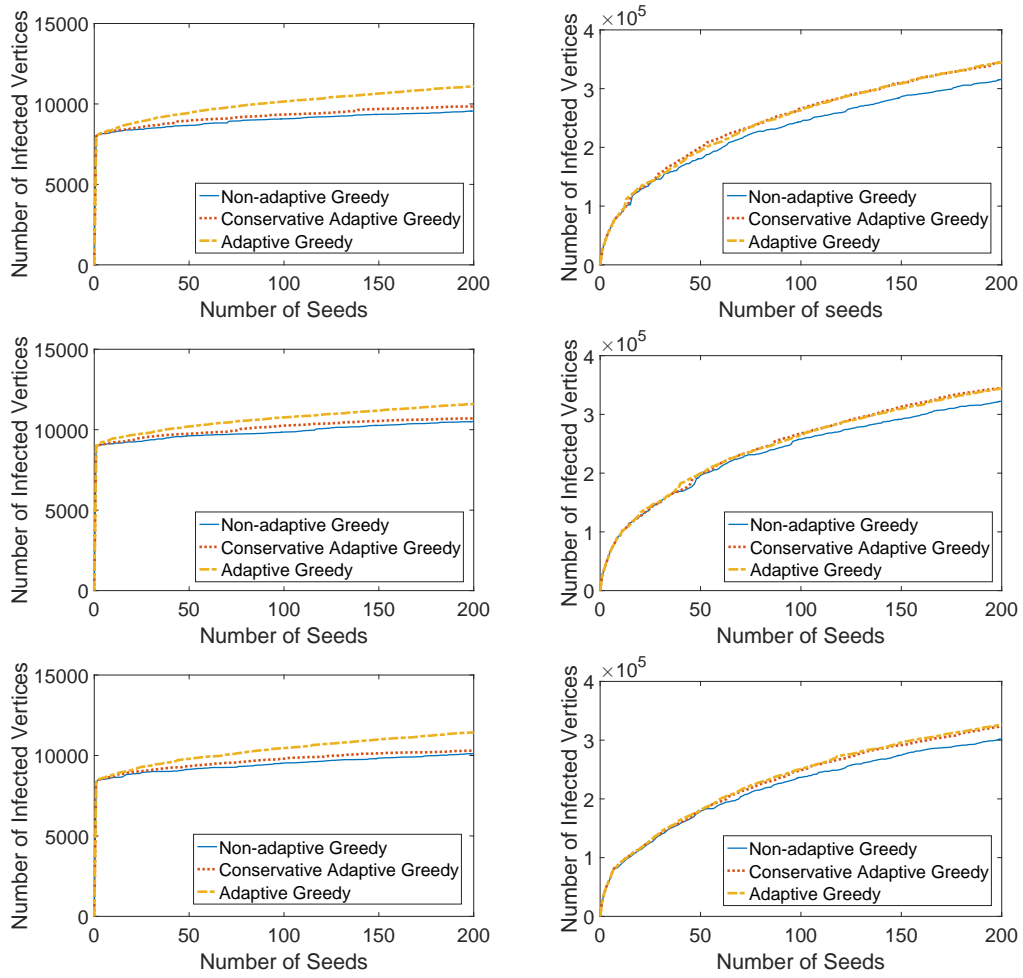 15000
10000
5000
0
Number of Infected Vertices
Non-adaptive Greedy
Conservative Adaptive Greedy
Adaptive Greedy
0 50 100 150 200
Number of Seeds
×10^5
4
3
2
1
0
Number of Infected Vertices
Non-adaptive Greedy
Conservative Adaptive Greedy
Adaptive Greedy
0 50 100 150 200
Number of seeds
15000
10000
5000
0
Number of Infected Vertices
Non-adaptive Greedy
Conservative Adaptive Greedy
Adaptive Greedy
0 50 100 150 200
Number of Seeds
×10^5
4
3
2
1
0
Number of Infected Vertices
Non-adaptive Greedy
Conservative Adaptive Greedy
Adaptive Greedy
0 50 100 150 200
Number of Seeds
15000
10000
5000
0
Number of Infected Vertices
Non-adaptive Greedy
Conservative Adaptive Greedy
Adaptive Greedy
0 50 100 150 200
Number of Seeds
×10^5
4
3
2
1
0
Number of Infected Vertices
Non-adaptive Greedy
Conservative Adaptive Greedy
Adaptive Greedy
0 50 100 150 200
Number of Seeds